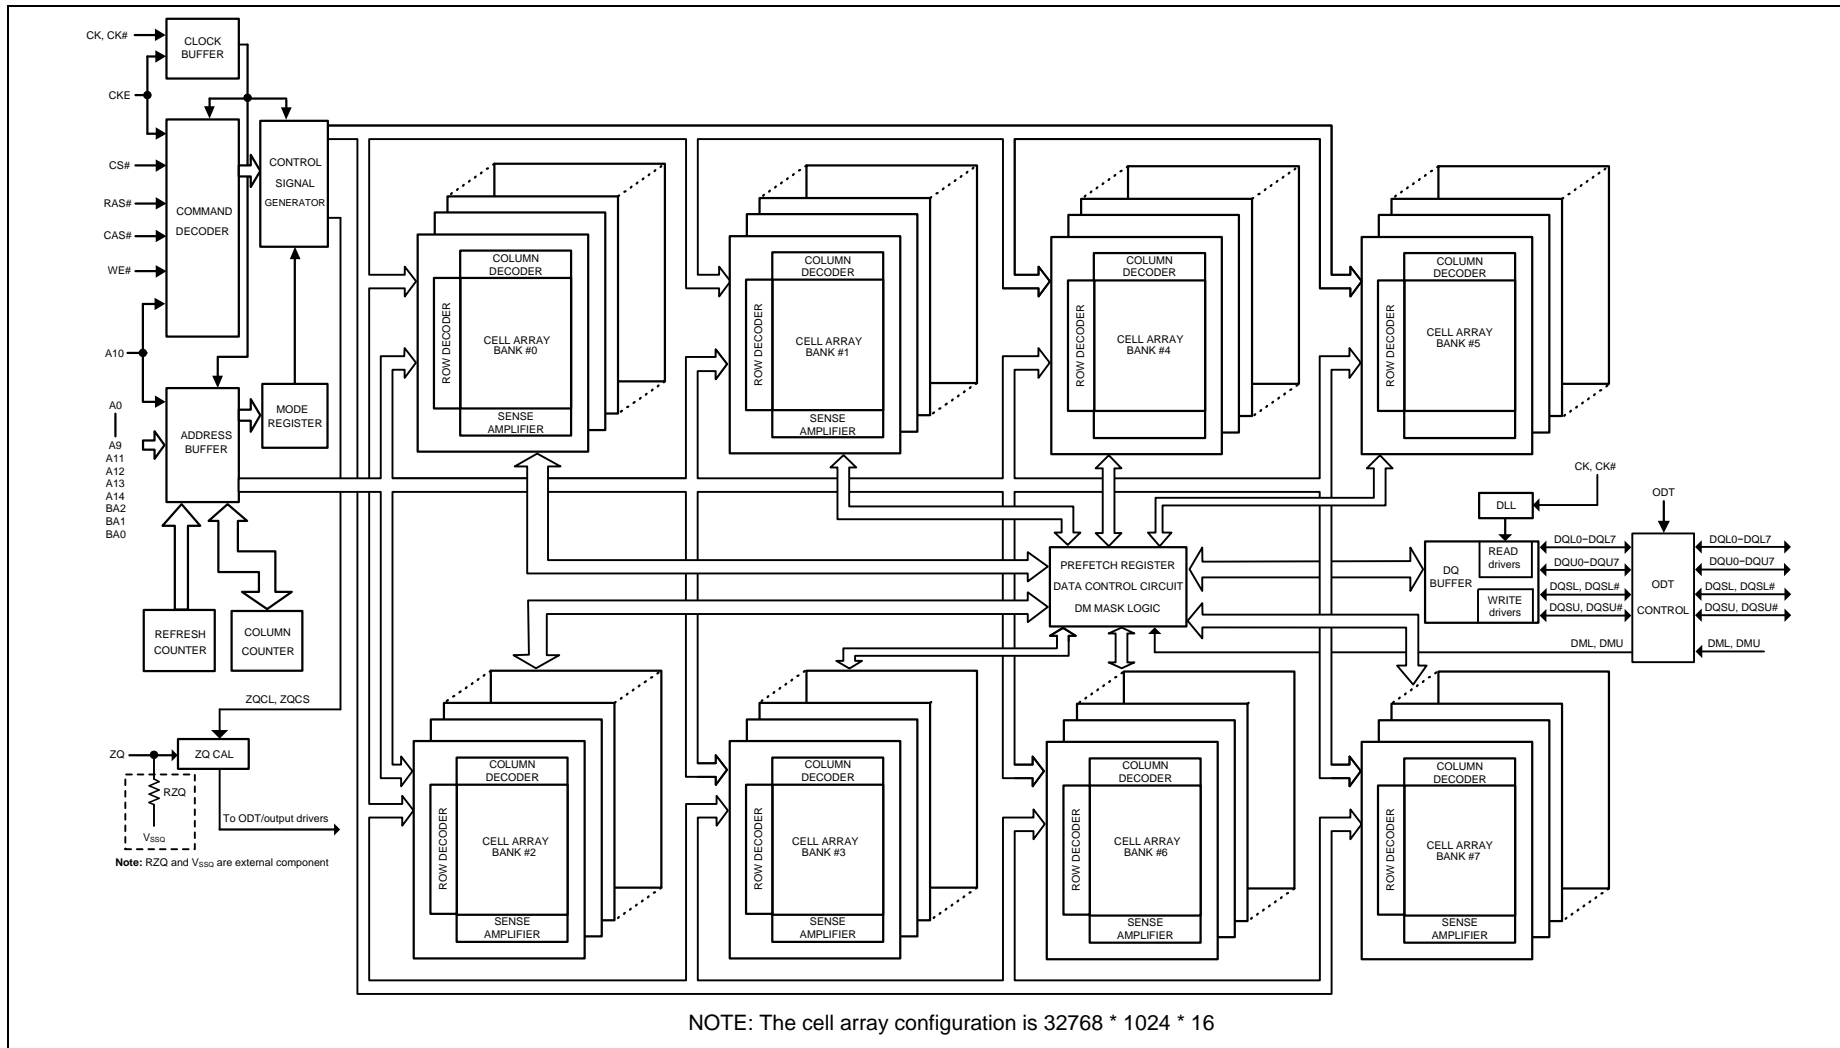 CK, CK#
CLOCK
BUFFER
CKE
CS#
RAS#
CAS#
WE#
COMMAND
DECODER
CONTROL
SIGNAL
GENERATOR
A10
A0
A9
A11
A12
A13
A14
BA2
BA1
BA0
ADDRESS
BUFFER
MODE
REGISTER
REFRESH
COUNTER
COLUMN
COUNTER
ZQCL, ZQCS
ZQ
ZQ CAL
RZQ
VSSQ
To ODT/output drivers
Note: RZQ and VSSQ are external component
COLUMN
DECODER
ROW DECODER
CELL ARRAY
BANK #0
SENSE
AMPLIFIER
COLUMN
DECODER
ROW DECODER
CELL ARRAY
BANK #1
SENSE
AMPLIFIER
COLUMN
DECODER
ROW DECODER
CELL ARRAY
BANK #4
COLUMN
DECODER
ROW DECODER
CELL ARRAY
BANK #5
PREFETCH REGISTER
DATA CONTROL CIRCUIT
DM MASK LOGIC
CK, CK#
DLL
ODT
DQ
BUFFER
READ
drivers
WRITE
drivers
DQL0~DQL7
DQU0~DQU7
DQSL, DQSL#
DQSU, DQSU#
DML, DMU
ODT
CONTROL
DQL0~DQL7
DQU0~DQU7
DQSL, DQSL#
DQSU, DQSU#
DML, DMU
COLUMN
DECODER
ROW DECODER
CELL ARRAY
BANK #2
SENSE
AMPLIFIER
COLUMN
DECODER
ROW DECODER
CELL ARRAY
BANK #3
SENSE
AMPLIFIER
COLUMN
DECODER
ROW DECODER
CELL ARRAY
BANK #6
SENSE
AMPLIFIER
COLUMN
DECODER
ROW DECODER
CELL ARRAY
BANK #7
SENSE
AMPLIFIER
NOTE: The cell array configuration is 32768 * 1024 * 16